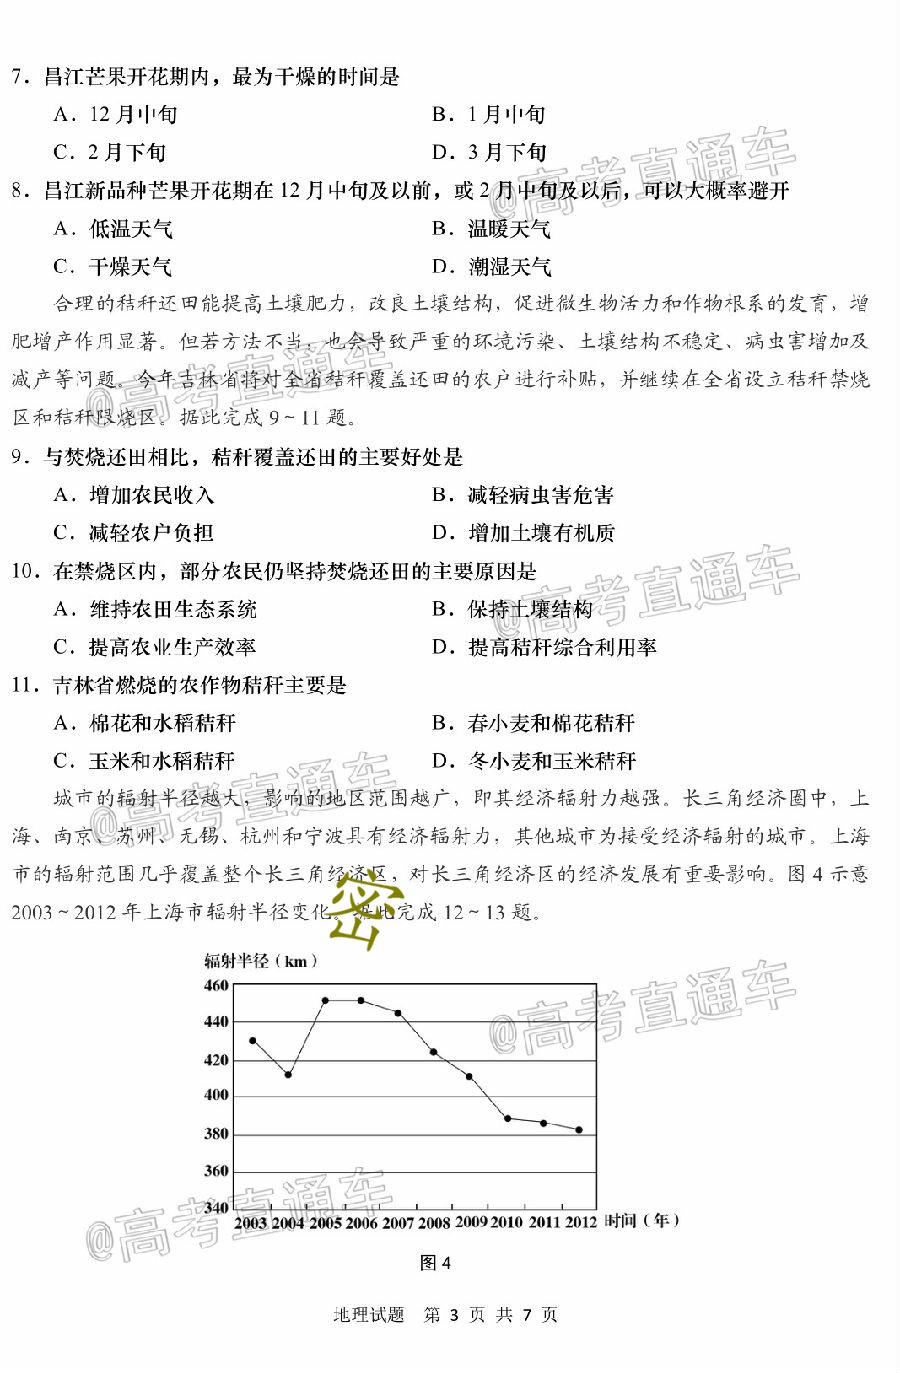 7．昌江芒果开花期内，最为干燥的时间是
A．12月中旬 B．1月中旬
C．2月下旬 D．3月下旬
8．昌江新品种芒果开花期在12月中旬及以前，或2月中旬及以后，可以大概率避开
A．低温天气 B．温暖天气
C．干燥天气 D．潮湿天气
合理的秸秆还田能提高土壤肥力，改良土壤结构，促进微生物活力和作物根系的发育，增
肥增产作用显著。但若方法不当，也会导致严重的环境污染、土壤结构不稳定、病虫害增加及
减产等问题。今年吉林省将对全省秸秆覆盖还田的农户进行补贴，并继续在全省设立秸秆禁烧
区和秸秆限烧区。据此完成9～11题。
9．与焚烧还田相比，秸秆覆盖还田的主要好处是
A．增加农民收入 B．减轻病虫害危害
C．减轻农户负担 D．增加土壤有机质
10．在禁烧区内，部分农民仍坚持焚烧还田的主要原因是
A．维持农田生态系统 B．保持土壤结构
C．提高农业生产效率 D．提高秸秆综合利用率
11．吉林省燃烧的农作物秸秆主要是
A．棉花和水稻秸秆 B．春小麦和棉花秸秆
C．玉米和水稻秸秆 D．冬小麦和玉米秸秆
城市的辐射半径越大，影响的地区范围越广，即其经济辐射力越强。长三角经济圈中，上
海、南京、苏州、无锡、杭州和宁波具有经济辐射力，其他城市为接受经济辐射的城市。上海
市的辐射范围几乎覆盖整个长三角经济区，对长三角经济区的经济发展有重要影响。图4示意
2003～2012年上海市辐射半径变化。据此完成12～13题。
密
辐射半径（km）
460
440
420
400
380
360
340
2003 2004 2005 2006 2007 2008 2009 2010 2011 2012 时间（年）
图4
地理试题 第3页 共7页
@高考直通车
@高考直通车
@高考直通车
@高考直通车
@高考直通车
@高考直通车